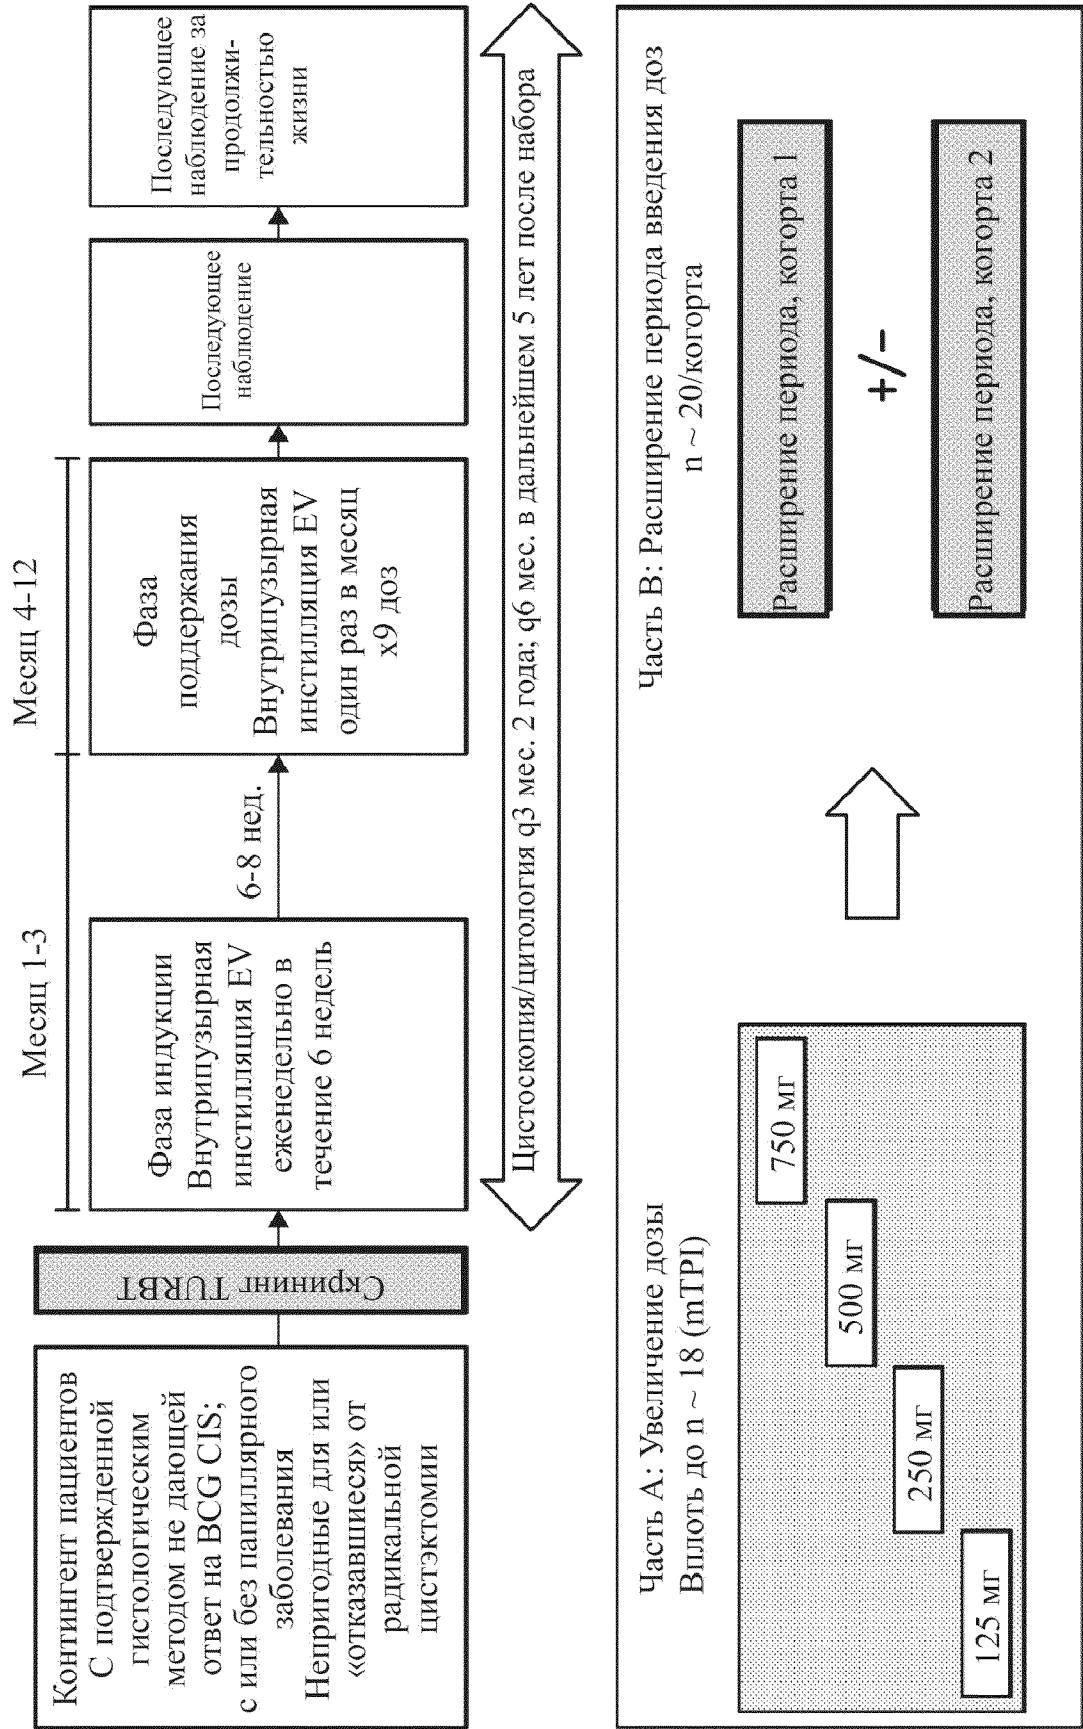 Контингент пациентов
С подтвержденной
гистологическим
методом не дающей
ответ на BCG CIS;
с или без папиллярного
заболевания
Непригодные для или
«отказавшиеся» от
радикальной
цистэктомии
Скрининг TURBT
Месяц 1-3
Фаза индукции
Внутрипузырная
инстилляция EV
еженедельно в
течение 6 недель
6-8 нед.
Месяц 4-12
Фаза
поддержания
дозы
Внутрипузырная
инстилляция EV
один раз в месяц
x9 доз
Последующее
наблюдение
Последующее
наблюдение за
продолжи-
тельностью
жизни
Цистоскопия/цитология q3 мес. 2 года; q6 мес. в дальнейшем 5 лет после набора
Часть A: Увеличение дозы
Вплоть до n ~ 18 (mTPI)
125 мг
250 мг
500 мг
750 мг
Часть B: Расширение периода введения доз
n ~ 20/когорта
Расширение периода, когорта 1
+/-
Расширение периода, когорта 2